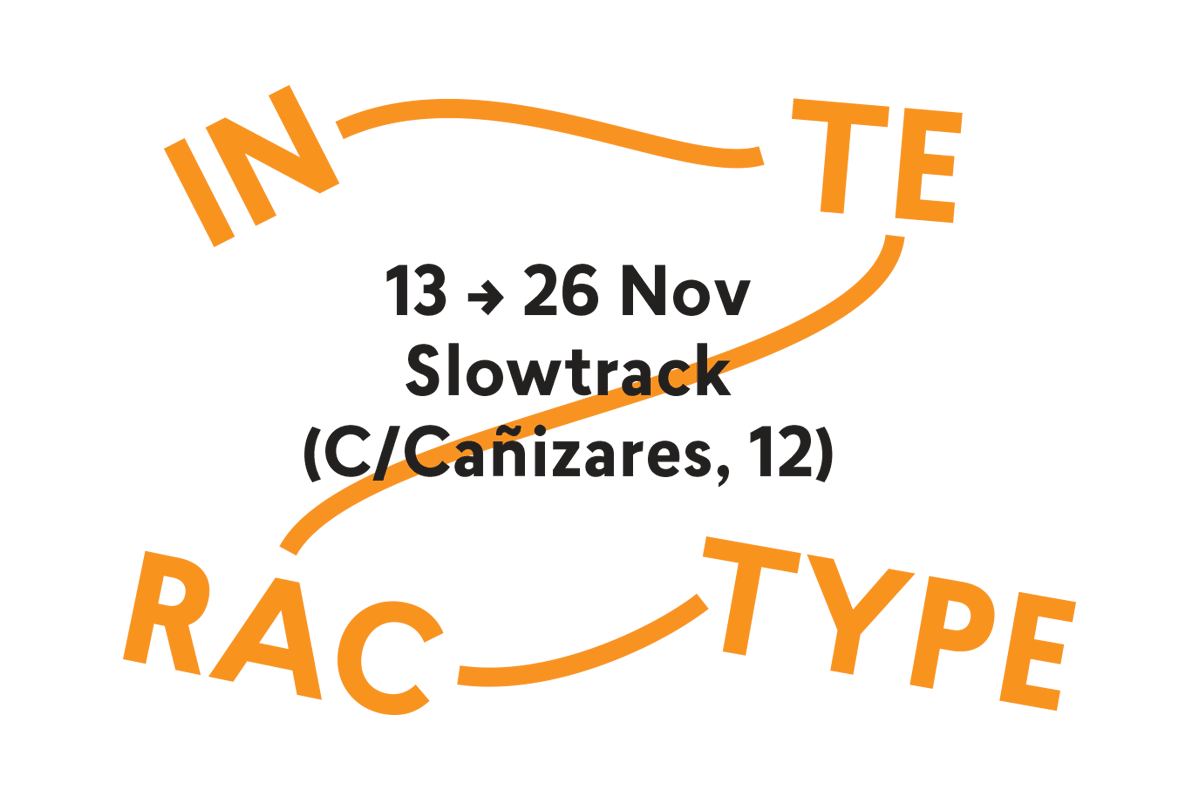 IN
TE
13 → 26 Nov
Slowtrack
(C/Cañizares, 12)
RAC
TYPE